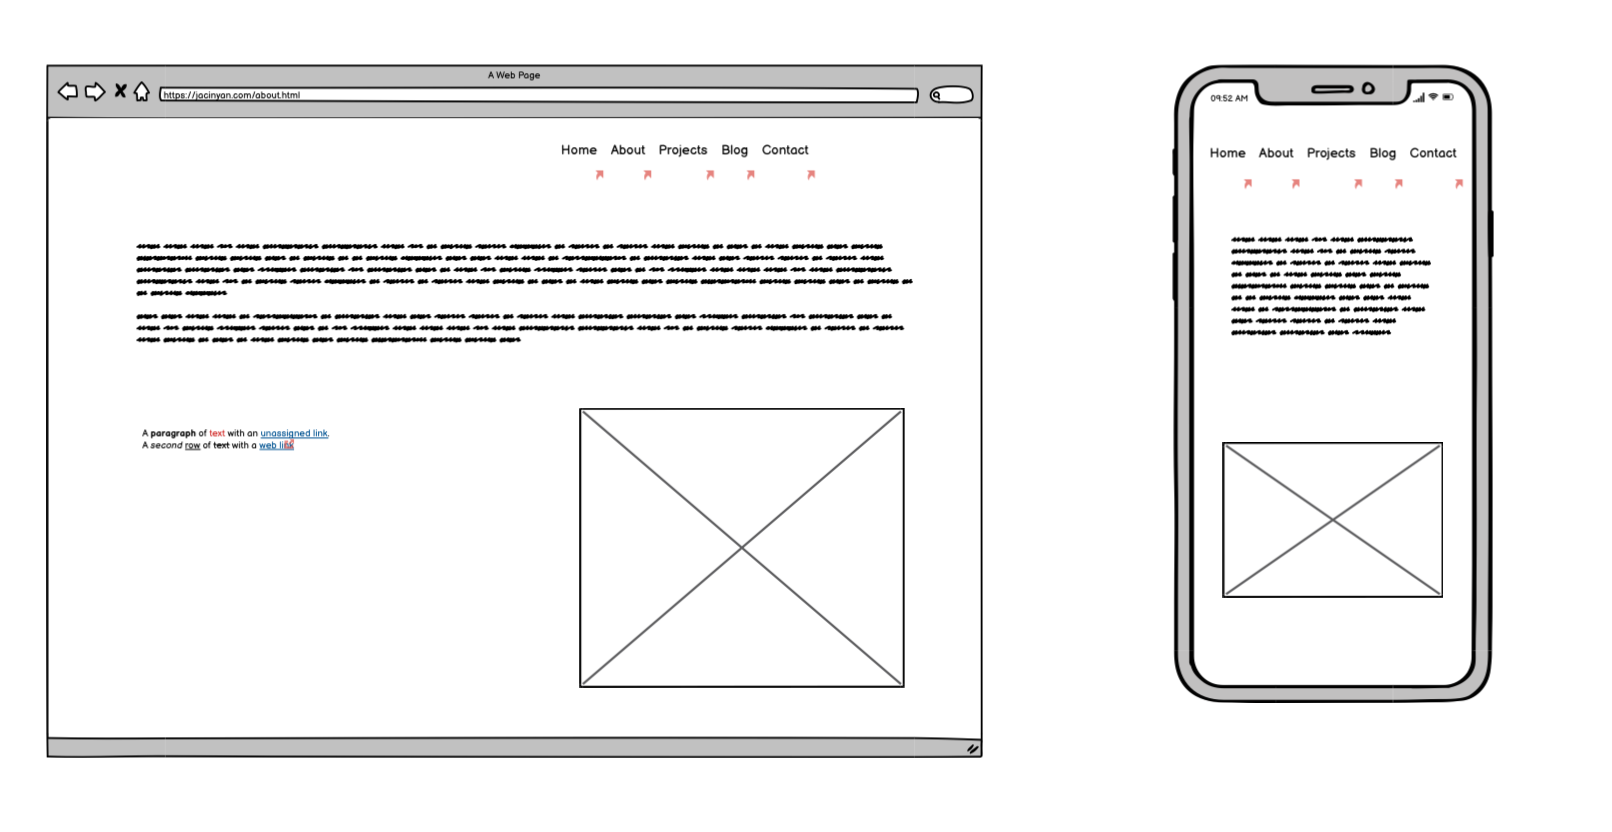 A Web Page
https://jacinyan.com/about.html
Home About Projects Blog Contact
A paragraph of text with an unassigned link.
A second row of text with a web link
09:52 AM
Home About Projects Blog Contact